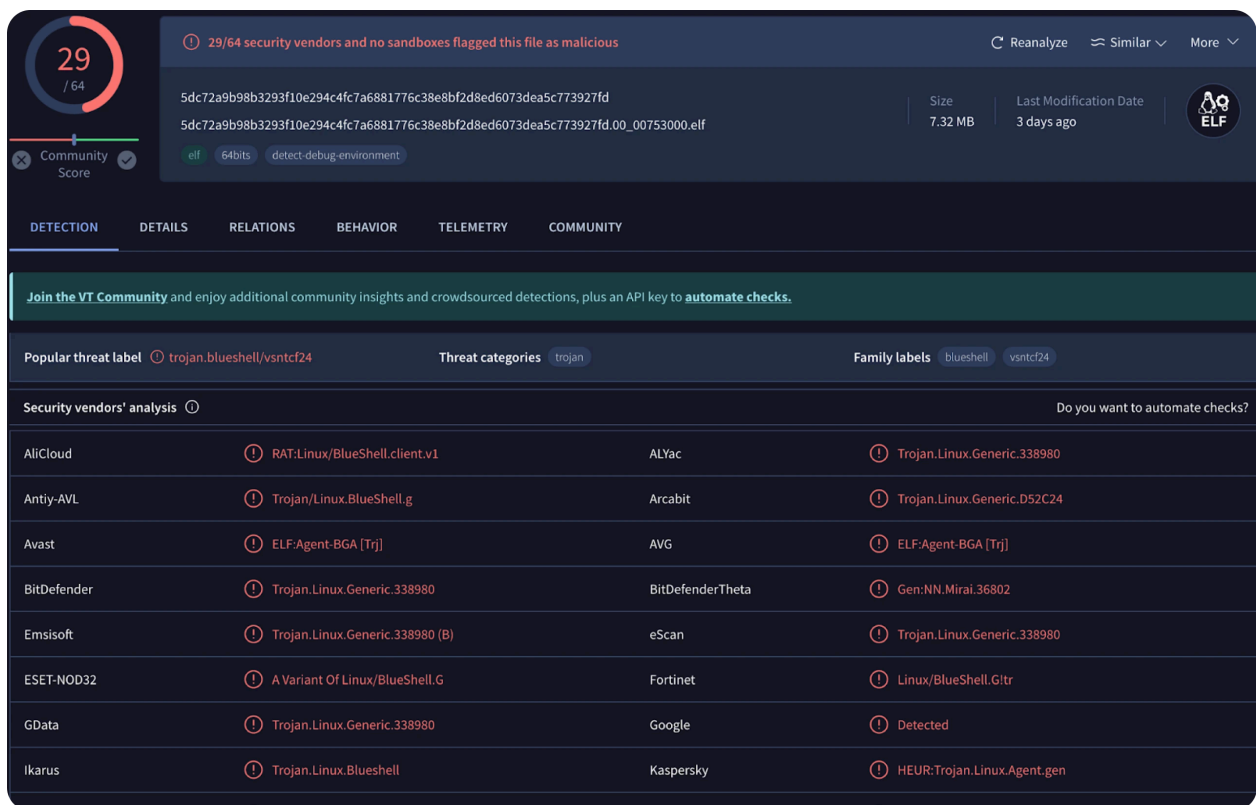 29
/ 64
Community
Score
29/64 security vendors and no sandboxes flagged this file as malicious
Reanalyze
Similar
More
5dc72a9b98b3293f10e294c4fc7a6881776c38e8bf2d8ed6073dea5c773927fd
5dc72a9b98b3293f10e294c4fc7a6881776c38e8bf2d8ed6073dea5c773927fd.00_00753000.elf
elf 64bits detect-debug-environment
Size
7.32 MB
Last Modification Date
3 days ago
ELF
DETECTION DETAILS RELATIONS BEHAVIOR TELEMETRY COMMUNITY
Join the VT Community and enjoy additional community insights and crowdsourced detections, plus an API key to automate checks.
Popular threat label trojan.blueshell/vsntcf24 Threat categories trojan Family labels blueshell vsntcf24
Security vendors' analysis Do you want to automate checks?
AliCloud RAT:Linux/BlueShell.client.v1 ALYac Trojan.Linux.Generic.338980
Antiy-AVL Trojan/Linux.BlueShell.g Arcabit Trojan.Linux.Generic.D52C24
Avast ELF:Agent-BGA [Trj] AVG ELF:Agent-BGA [Trj]
BitDefender Trojan.Linux.Generic.338980 BitDefenderTheta Gen:NN.Mirai.36802
Emsisoft Trojan.Linux.Generic.338980 (B) eScan Trojan.Linux.Generic.338980
ESET-NOD32 A Variant Of Linux/BlueShell.G Fortinet Linux/BlueShell.G!tr
GData Trojan.Linux.Generic.338980 Google Detected
Ikarus Trojan.Linux.Blueshell Kaspersky HEUR:Trojan.Linux.Agent.gen